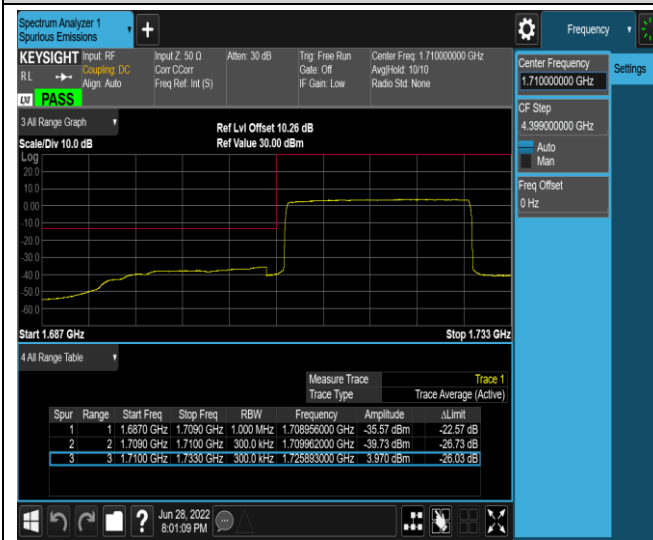 Spectrum Analyzer 1
Spurious Emissions
Frequency
KEYSIGHT
RL
LXI
PASS
Input: RF
Coupling: DC
Align: Auto
Input Z: 50 Ω
Corr CCorr
Freq Ref: Int (S)
Atten: 30 dB
Trig: Free Run
Gate: Off
IF Gain: Low
Center Freq: 1.710000000 GHz
Avg|Hold: 10/10
Radio Std: None
Center Frequency
1.710000000 GHz
Settings
CF Step
4.399000000 GHz
Auto
Man
Freq Offset
0 Hz
3 All Range Graph
Scale/Div 10.0 dB
Ref Lvl Offset 10.26 dB
Ref Value 30.00 dBm
Log
20.0
10.0
0.00
-10.0
-20.0
-30.0
-40.0
-50.0
-60.0
Start 1.687 GHz
Stop 1.733 GHz
4 All Range Table
Measure Trace Trace 1
Trace Type Trace Average (Active)
Spur Range Start Freq Stop Freq RBW Frequency Amplitude ΔLimit
1 1 1.6870 GHz 1.7090 GHz 1.000 MHz 1.708956000 GHz -35.57 dBm -22.57 dB
2 2 1.7090 GHz 1.7100 GHz 300.0 kHz 1.709962000 GHz -39.73 dBm -26.73 dB
3 3 1.7100 GHz 1.7330 GHz 300.0 kHz 1.725893000 GHz 3.970 dBm -26.03 dB
Jun 28, 2022
8:01:09 PM